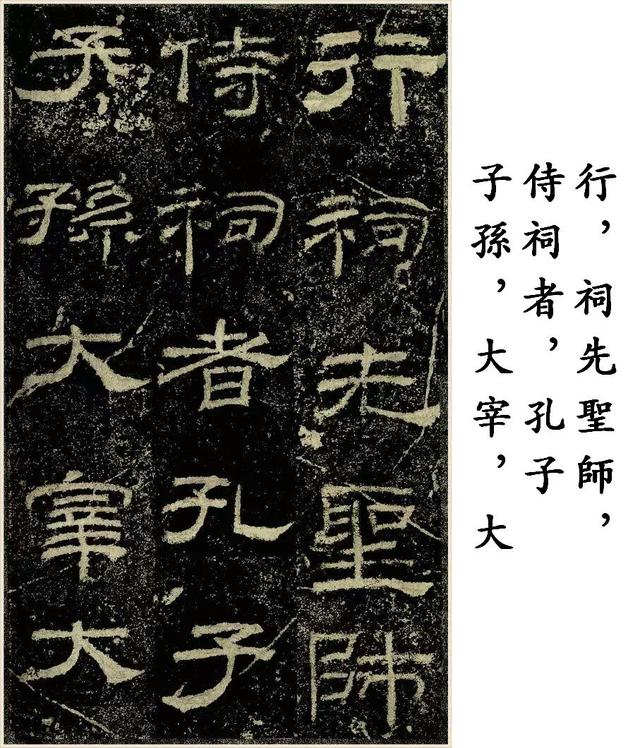 行，祠先聖師，
侍祠者，孔子
子孫，大宰，大
行祠先聖師
侍祠者孔子
子孫大宰大